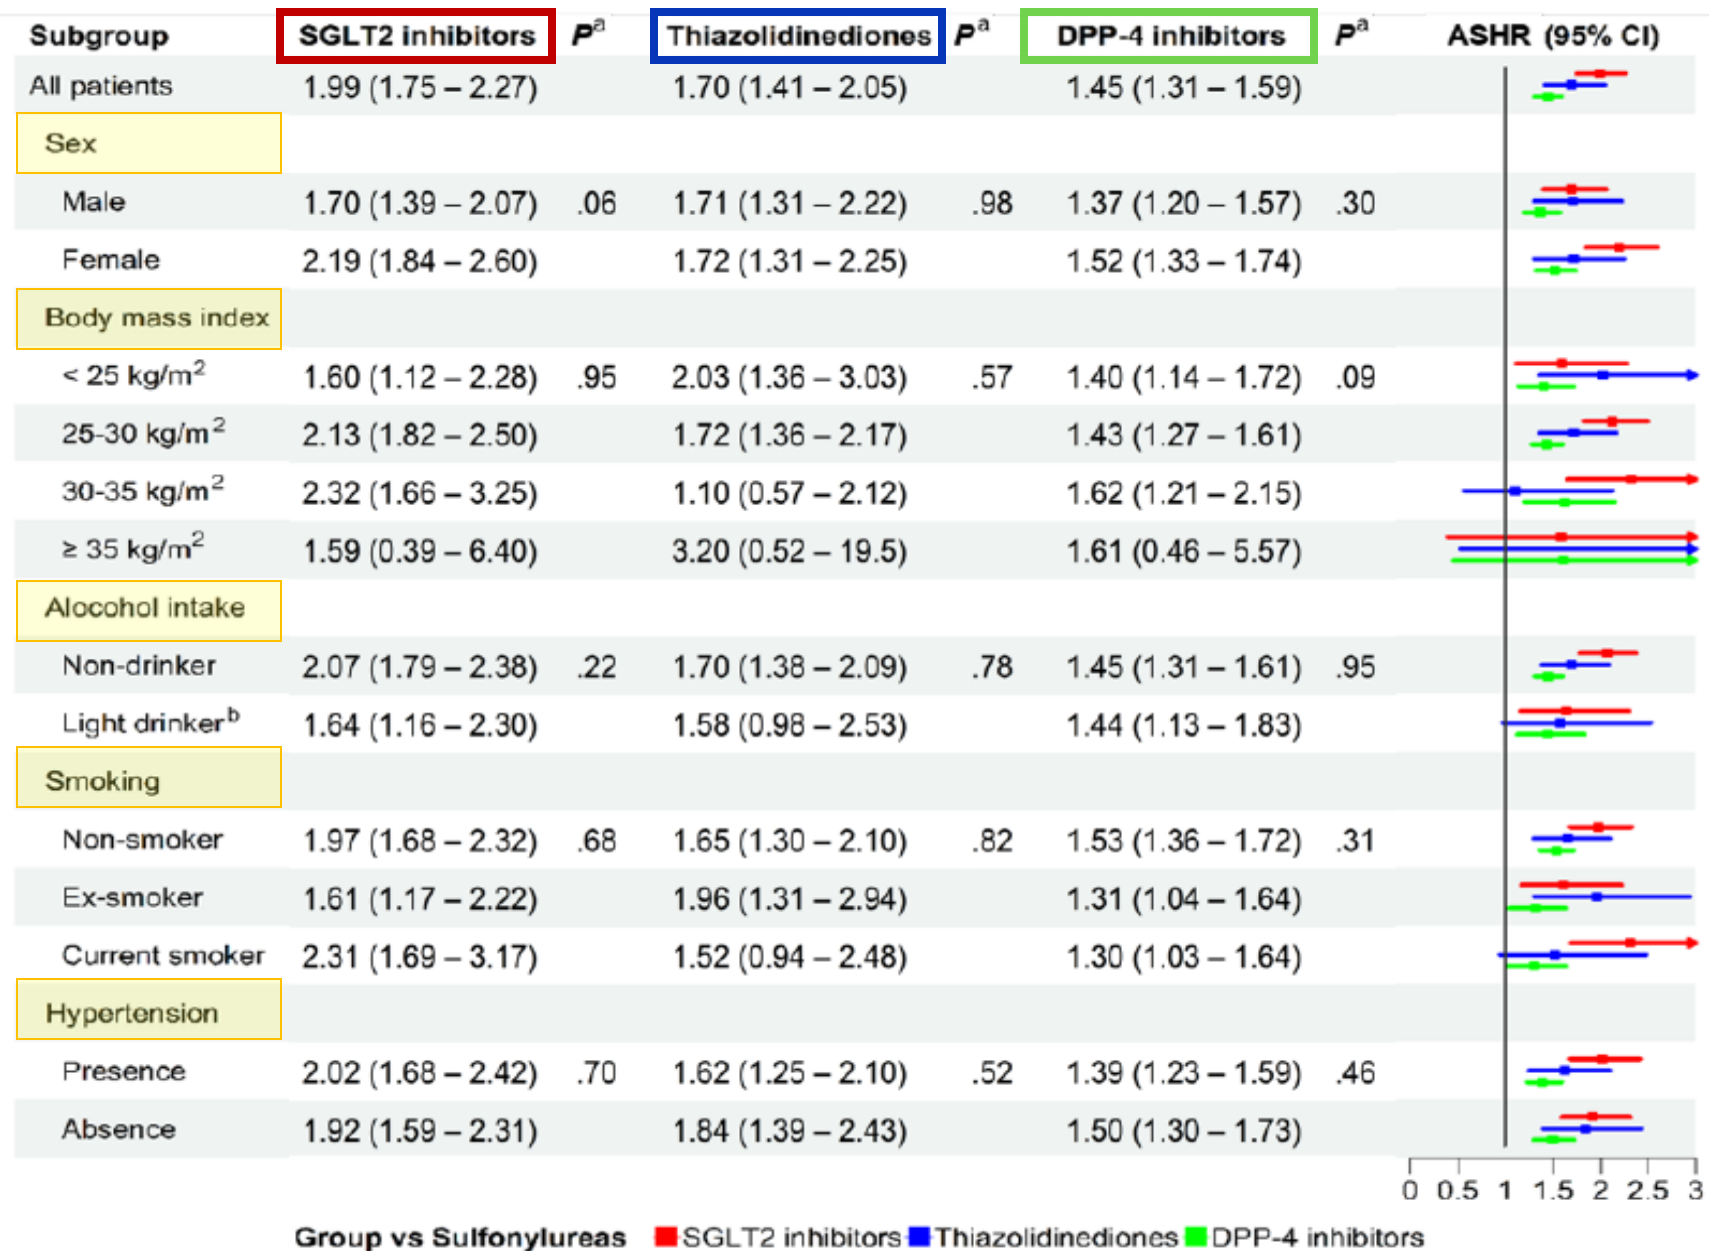 Subgroup SGLT2 inhibitors Pa Thiazolidinediones Pa DPP-4 inhibitors Pa ASHR (95% CI)
All patients 1.99 (1.75 – 2.27) 1.70 (1.41 – 2.05) 1.45 (1.31 – 1.59)
Sex
Male 1.70 (1.39 – 2.07) .06 1.71 (1.31 – 2.22) .98 1.37 (1.20 – 1.57) .30
Female 2.19 (1.84 – 2.60) 1.72 (1.31 – 2.25) 1.52 (1.33 – 1.74)
Body mass index
< 25 kg/m2 1.60 (1.12 – 2.28) .95 2.03 (1.36 – 3.03) .57 1.40 (1.14 – 1.72) .09
25-30 kg/m2 2.13 (1.82 – 2.50) 1.72 (1.36 – 2.17) 1.43 (1.27 – 1.61)
30-35 kg/m2 2.32 (1.66 – 3.25) 1.10 (0.57 – 2.12) 1.62 (1.21 – 2.15)
≥ 35 kg/m2 1.59 (0.39 – 6.40) 3.20 (0.52 – 19.5) 1.61 (0.46 – 5.57)
Alocohol intake
Non-drinker 2.07 (1.79 – 2.38) .22 1.70 (1.38 – 2.09) .78 1.45 (1.31 – 1.61) .95
Light drinkerb 1.64 (1.16 – 2.30) 1.58 (0.98 – 2.53) 1.44 (1.13 – 1.83)
Smoking
Non-smoker 1.97 (1.68 – 2.32) .68 1.65 (1.30 – 2.10) .82 1.53 (1.36 – 1.72) .31
Ex-smoker 1.61 (1.17 – 2.22) 1.96 (1.31 – 2.94) 1.31 (1.04 – 1.64)
Current smoker 2.31 (1.69 – 3.17) 1.52 (0.94 – 2.48) 1.30 (1.03 – 1.64)
Hypertension
Presence 2.02 (1.68 – 2.42) .70 1.62 (1.25 – 2.10) .52 1.39 (1.23 – 1.59) .46
Absence 1.92 (1.59 – 2.31) 1.84 (1.39 – 2.43) 1.50 (1.30 – 1.73)
0 0.5 1 1.5 2 2.5 3
Group vs Sulfonylureas SGLT2 inhibitors Thiazolidinediones DPP-4 inhibitors